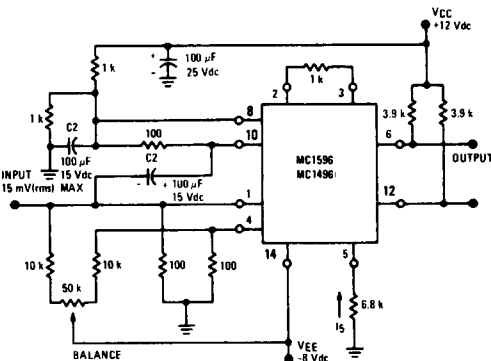 VCC
+12 Vdc
+
-
100 μF
25 Vdc
1 k
1 k
2
3
3.9 k
3.9 k
1 k
8
C2
100
10
6
100 μF
15 Vdc
INPUT
15 mV(rms) MAX
C2
- + 100 μF
15 Vdc
MC1596
MC1496
OUTPUT
1
12
4
10 k
10 k
100
100
14
5
50 k
I5
6.8 k
BALANCE
VEE
-8 Vdc